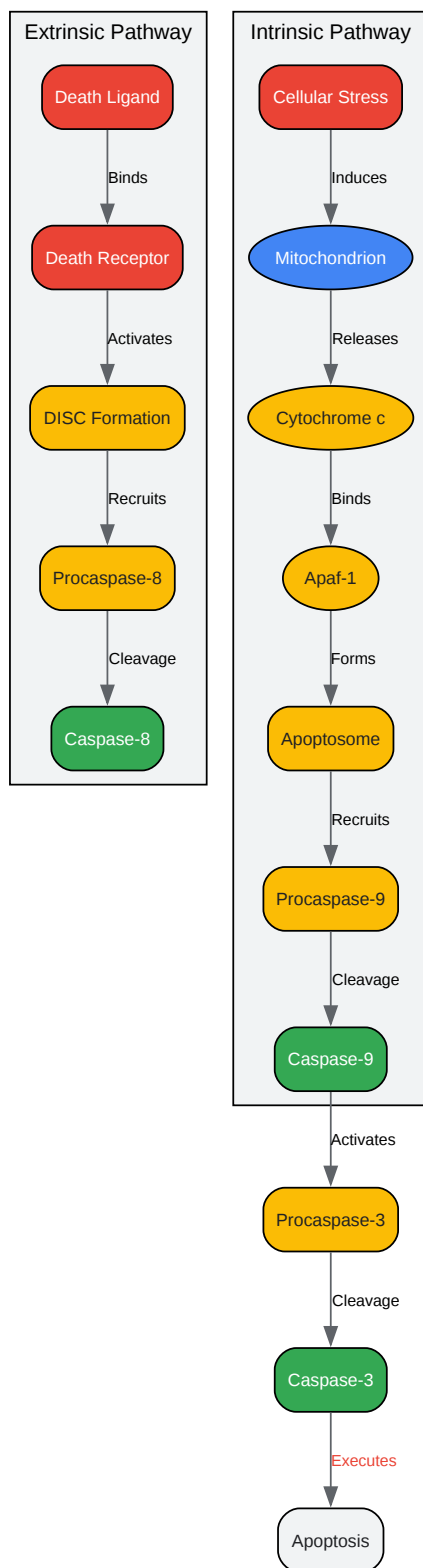 Extrinsic Pathway
Death Ligand
Binds
Death Receptor
Activates
DISC Formation
Recruits
Procaspase-8
Cleavage
Caspase-8
Intrinsic Pathway
Cellular Stress
Induces
Mitochondrion
Releases
Cytochrome c
Binds
Apaf-1
Forms
Apoptosome
Recruits
Procaspase-9
Cleavage
Caspase-9
Activates
Procaspase-3
Cleavage
Caspase-3
Executes
Apoptosis